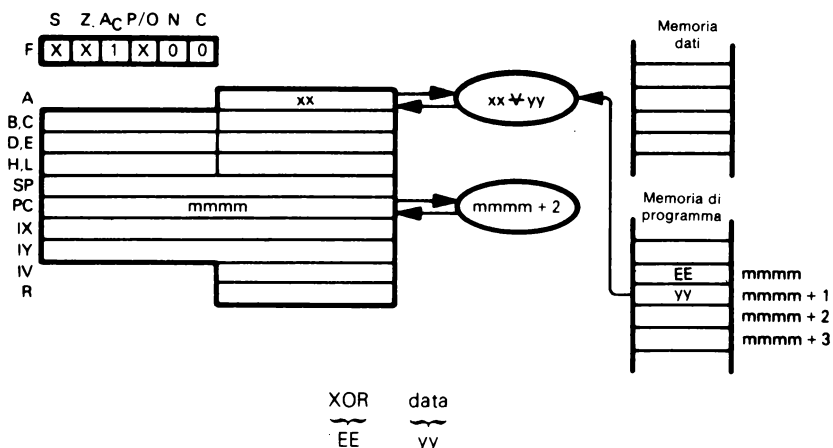 S Z. AC P/O N C
F X X 1 X 0 0
Memoria
dati
A xx
xx ⊻ yy
B,C
D,E
H,L
SP
PC mmmm
mmmm + 2
IX
IY
IV
R
Memoria di
programma
EE mmmm
yy mmmm + 1
mmmm + 2
mmmm + 3
XOR data
EE yy